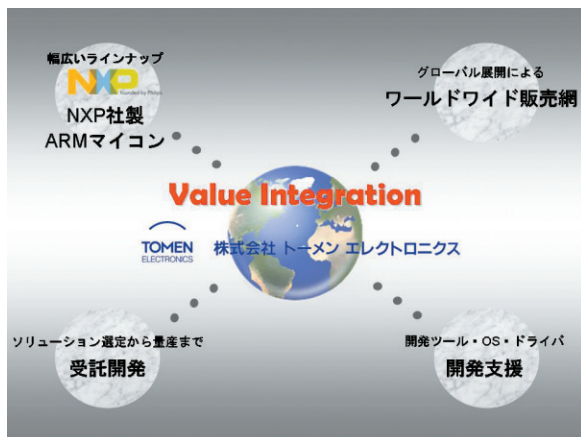 幅広いラインナップ
NXP
founded by Philips
NXP社製
ARMマイコン
グローバル展開による
ワールドワイド販売網
Value Integration
TOMEN
ELECTRONICS
株式会社 トーメン エレクトロニクス
ソリューション選定から量産まで
受託開発
開発ツール・OS・ドライバ
開発支援